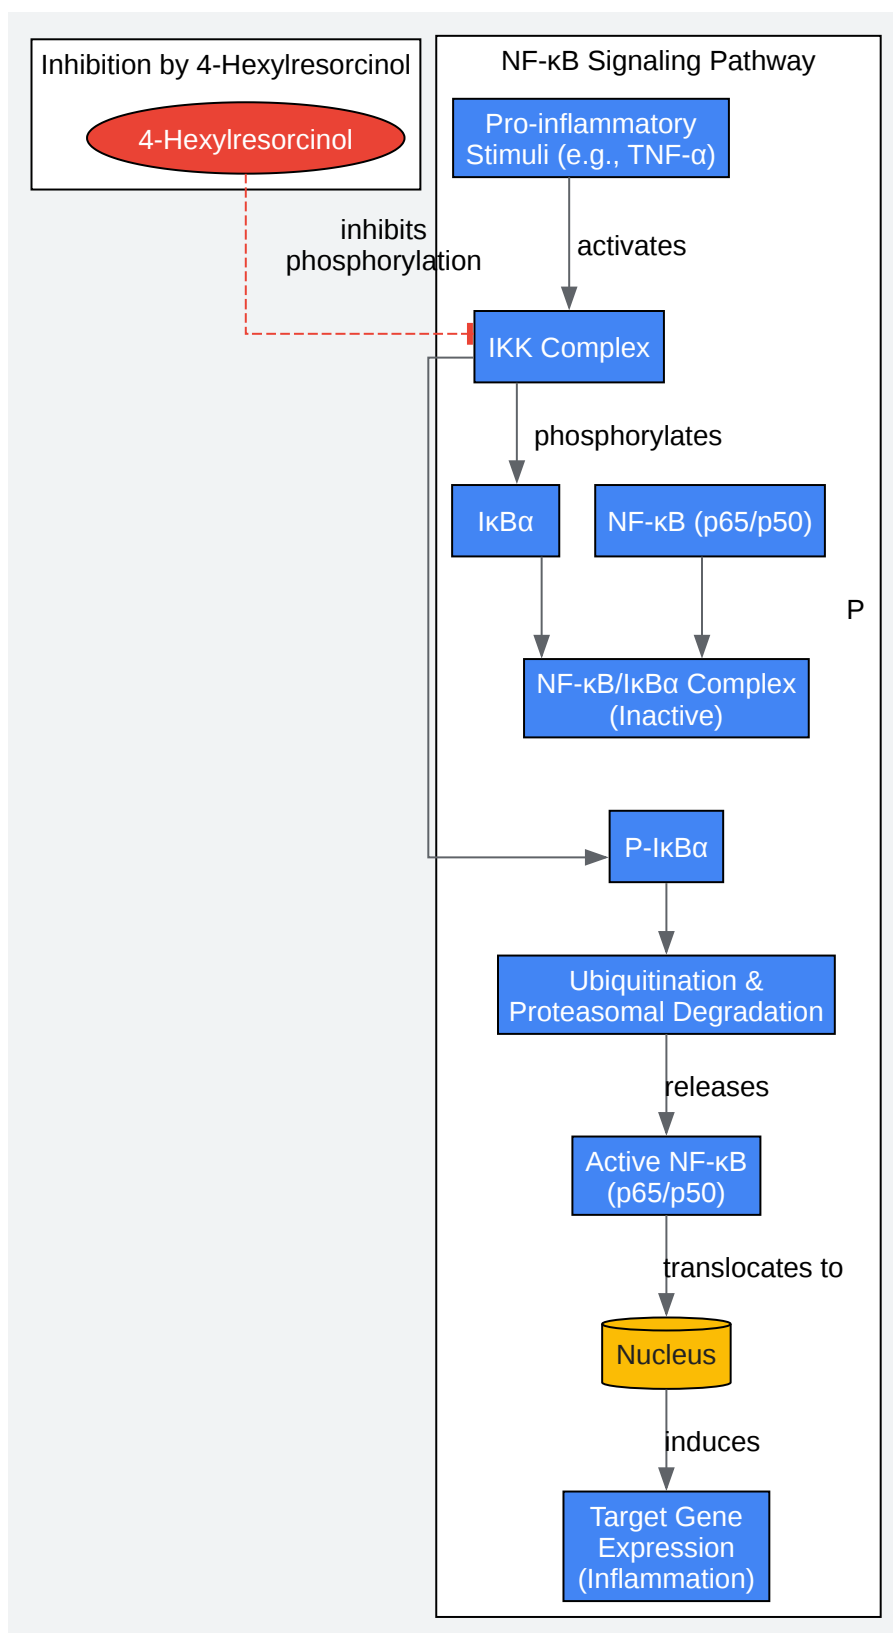 Inhibition by 4-Hexylresorcinol
4-Hexylresorcinol
NF-κB Signaling Pathway
Pro-inflammatory
Stimuli (e.g., TNF-α)
inhibits
phosphorylation
activates
IKK Complex
phosphorylates
IκBα
NF-κB (p65/p50)
P
NF-κB/IκBα Complex
(Inactive)
P-IκBα
Ubiquitination &
Proteasomal Degradation
releases
Active NF-κB
(p65/p50)
translocates to
Nucleus
induces
Target Gene
Expression
(Inflammation)